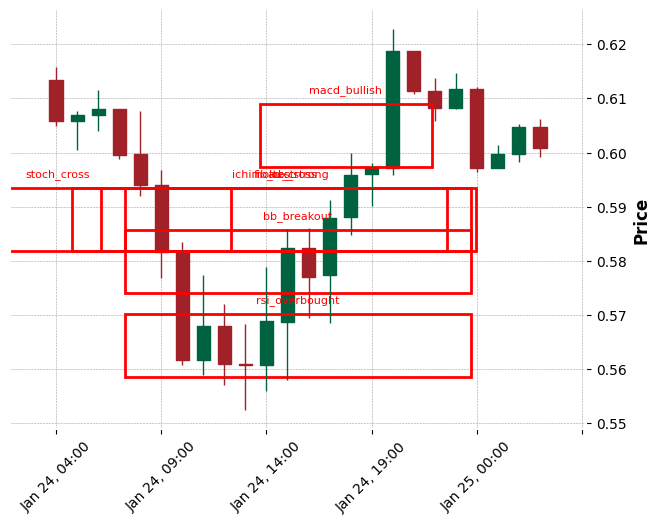 0.62
macd_bullish
0.61
0.60
stoch_cross
0.59
bb_breakout
0.58
rsi_overbought
0.57
0.56
0.55
Price
Jan 24, 04:00
Jan 24, 09:00
Jan 24, 14:00
Jan 24, 19:00
Jan 25, 00:00